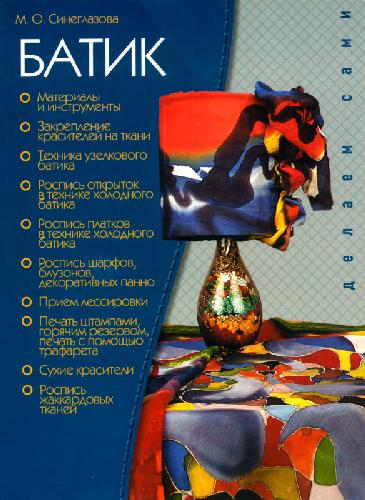 М. О. Синеглазова
БАТИК
Материалы
и инструменты
Закрепление
красителей на ткани
Техника узелкового
батика
Роспись открыток
в технике холодного
батика
Роспись платков
в технике холодного
батика
Роспись шарфов,
блузонов,
декоративных панно
Прием лессировки
Печать штампами,
горячим резервом,
печать с помощью
трафарета
Сухие красители
Роспись
жаккардовых
тканей
делаем сами